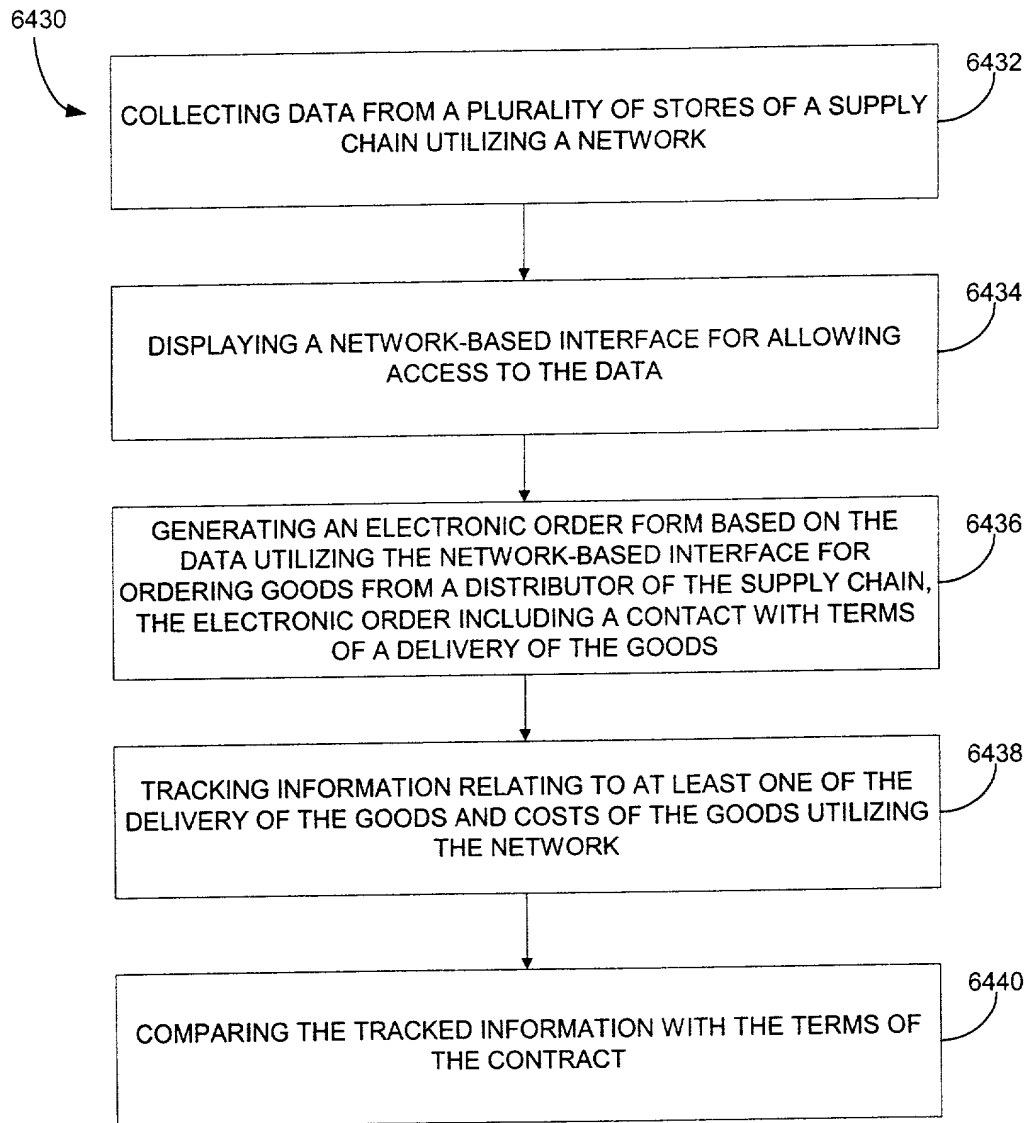 6430
6432
COLLECTING DATA FROM A PLURALITY OF STORES OF A SUPPLY
CHAIN UTILIZING A NETWORK
6434
DISPLAYING A NETWORK-BASED INTERFACE FOR ALLOWING
ACCESS TO THE DATA
6436
GENERATING AN ELECTRONIC ORDER FORM BASED ON THE
DATA UTILIZING THE NETWORK-BASED INTERFACE FOR
ORDERING GOODS FROM A DISTRIBUTOR OF THE SUPPLY CHAIN,
THE ELECTRONIC ORDER INCLUDING A CONTACT WITH TERMS
OF A DELIVERY OF THE GOODS
6438
TRACKING INFORMATION RELATING TO AT LEAST ONE OF THE
DELIVERY OF THE GOODS AND COSTS OF THE GOODS UTILIZING
THE NETWORK
6440
COMPARING THE TRACKED INFORMATION WITH THE TERMS OF
THE CONTRACT